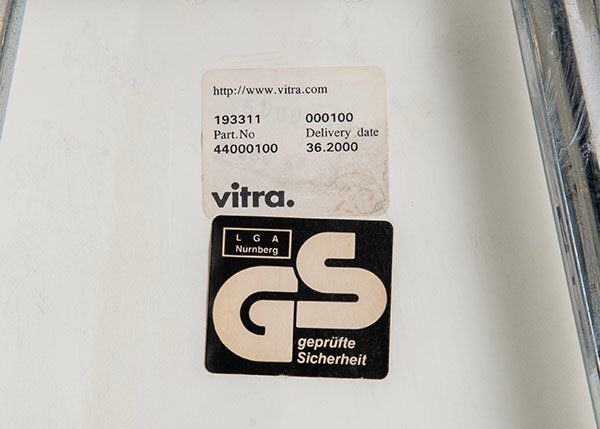 http://www.vitra.com
193311 000100
Part.No Delivery date
44000100 36.2000
vitra.
LGA
Nürnberg
GS
geprüfte
Sicherheit